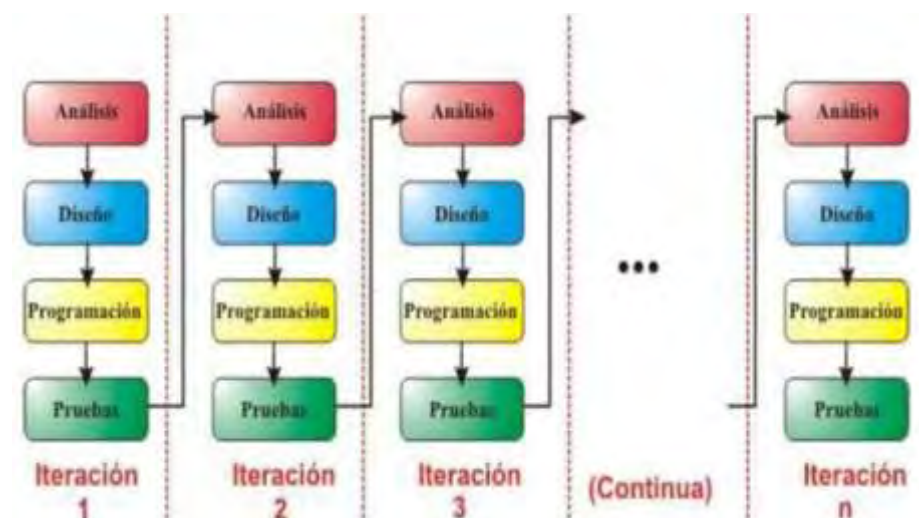 Análisis
Diseño
Programación
Pruebas
Iteración
1
Análisis
Diseño
Programación
Pruebas
Iteración
2
Análisis
Diseño
Programación
Pruebas
Iteración
3
...
(Continua)
Análisis
Diseño
Programación
Pruebas
Iteración
n